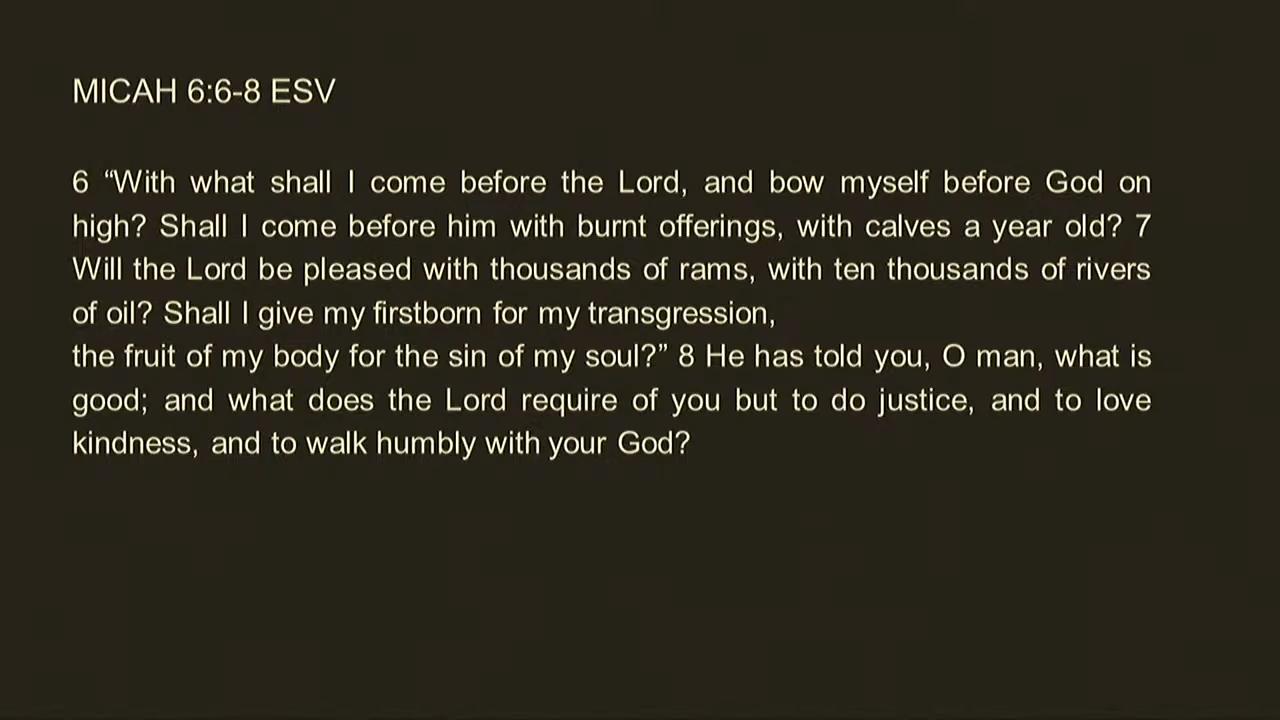 MICAH 6:6-8 ESV
6 “With what shall I come before the Lord, and bow myself before God on
high? Shall I come before him with burnt offerings, with calves a year old? 7
Will the Lord be pleased with thousands of rams, with ten thousands of rivers
of oil? Shall I give my firstborn for my transgression,
the fruit of my body for the sin of my soul?” 8 He has told you, O man, what is
good; and what does the Lord require of you but to do justice, and to love
kindness, and to walk humbly with your God?